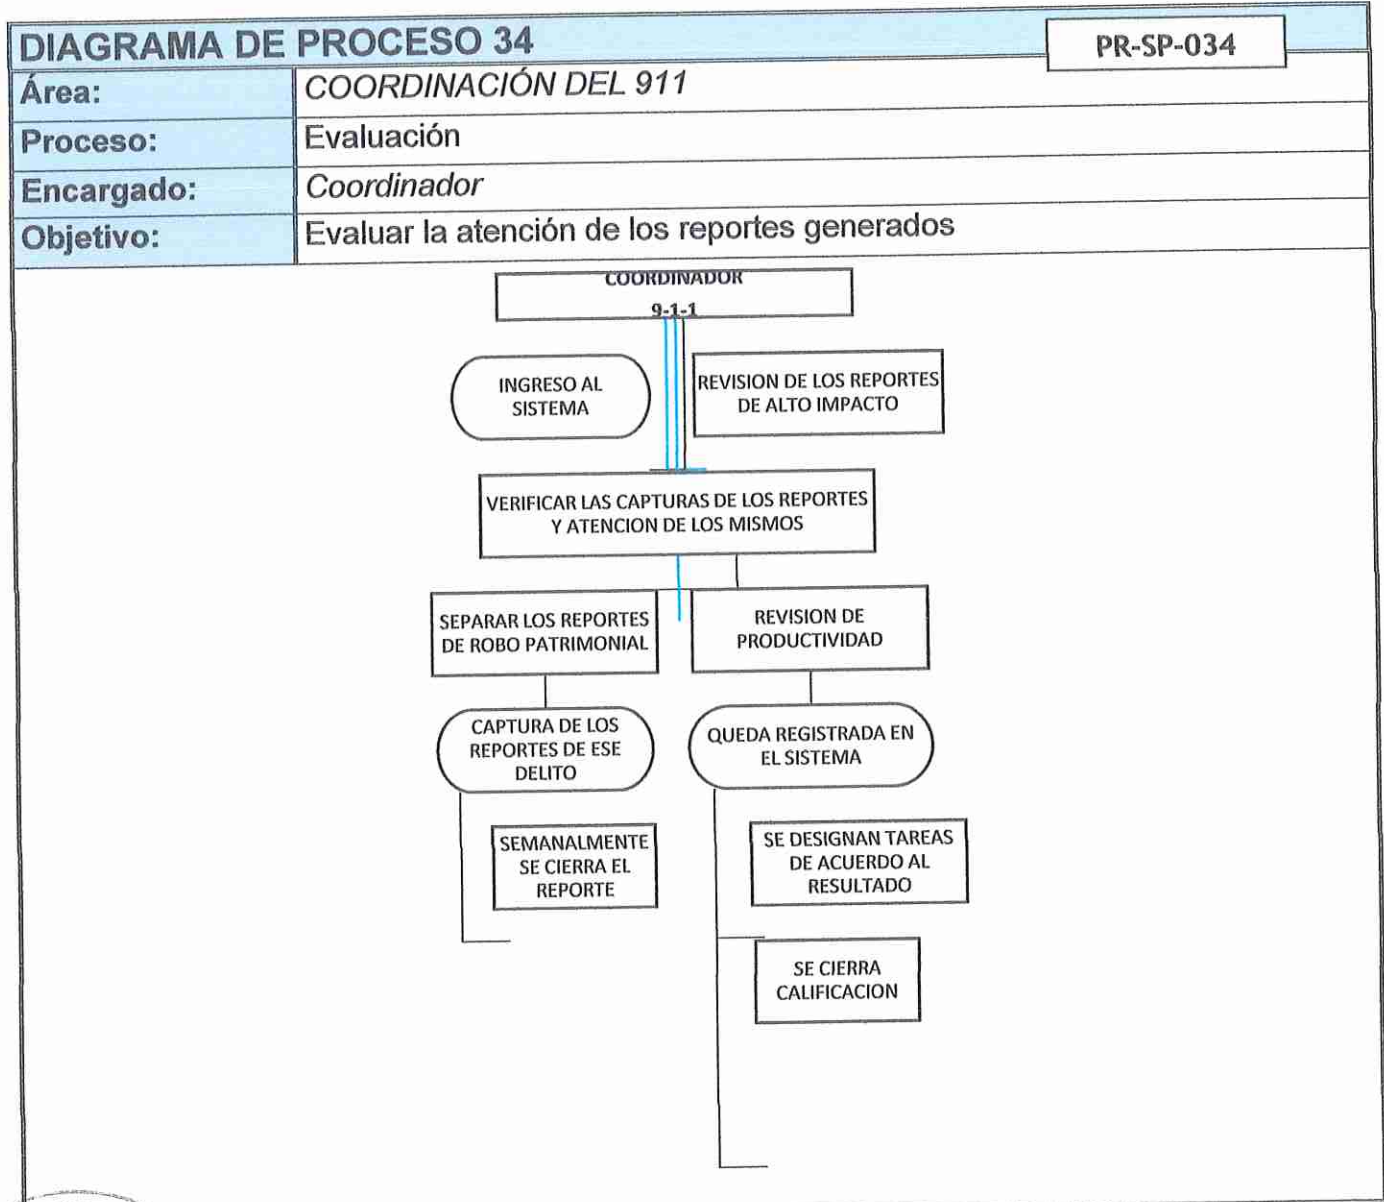 DIAGRAMA DE PROCESO 34
PR-SP-034
Área:
COORDINACIÓN DEL 911
Proceso:
Evaluación
Encargado:
Coordinador
Objetivo:
Evaluar la atención de los reportes generados
COORDINADOR
9-1-1
INGRESO AL
SISTEMA
REVISION DE LOS REPORTES
DE ALTO IMPACTO
VERIFICAR LAS CAPTURAS DE LOS REPORTES
Y ATENCION DE LOS MISMOS
SEPARAR LOS REPORTES
DE ROBO PATRIMONIAL
REVISION DE
PRODUCTIVIDAD
CAPTURA DE LOS
REPORTES DE ESE
DELITO
QUEDA REGISTRADA EN
EL SISTEMA
SEMANALMENTE
SE CIERRA EL
REPORTE
SE DESIGNAN TAREAS
DE ACUERDO AL
RESULTADO
SE CIERRA
CALIFICACION